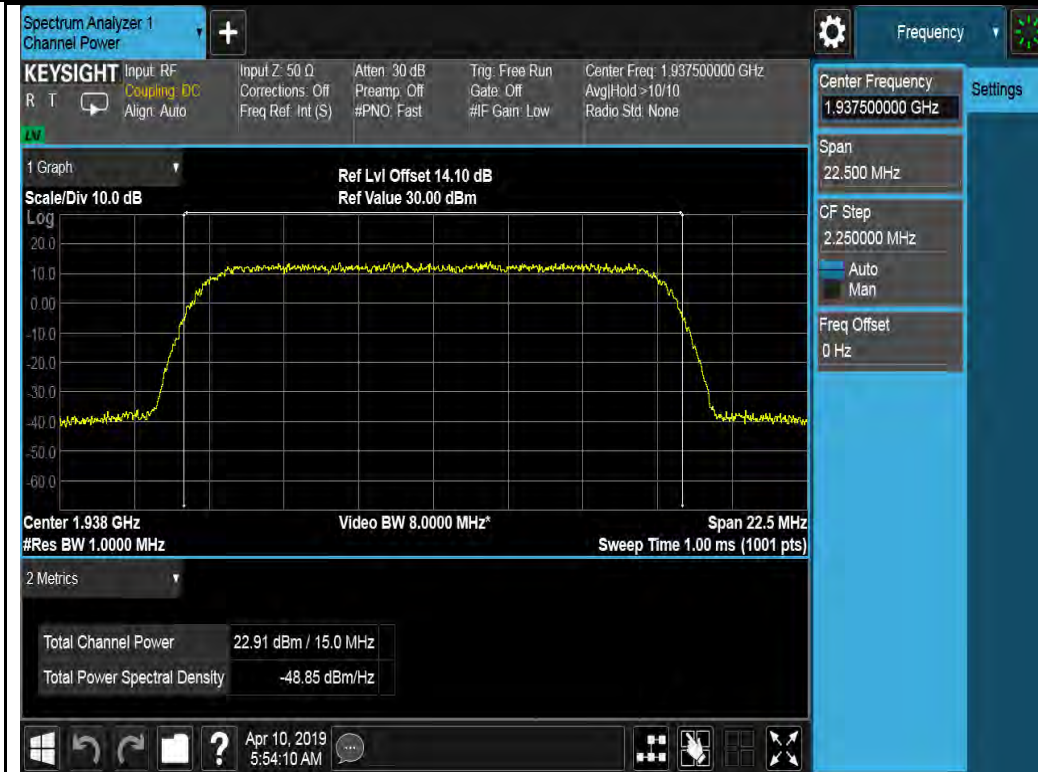 Spectrum Analyzer 1
Channel Power
+
Frequency
KEYSIGHT
R T
LV
Input: RF
Coupling: DC
Align: Auto
Input Z: 50 Ω
Corrections: Off
Freq Ref: Int (S)
Atten: 30 dB
Preamp: Off
#PNO: Fast
Trig: Free Run
Gate: Off
#IF Gain: Low
Center Freq: 1.937500000 GHz
Avg|Hold >10/10
Radio Std: None
Center Frequency
1.937500000 GHz
Settings
Span
22.500 MHz
CF Step
2.250000 MHz
Auto
Man
Freq Offset
0 Hz
1 Graph
Scale/Div 10.0 dB
Ref Lvl Offset 14.10 dB
Ref Value 30.00 dBm
Log
20.0
10.0
0.00
-10.0
-20.0
-30.0
-40.0
-50.0
-60.0
Center 1.938 GHz
Video BW 8.0000 MHz*
Span 22.5 MHz
#Res BW 1.0000 MHz
Sweep Time 1.00 ms (1001 pts)
2 Metrics
Total Channel Power 22.91 dBm / 15.0 MHz
Total Power Spectral Density -48.85 dBm/Hz
?
Apr 10, 2019
5:54:10 AM